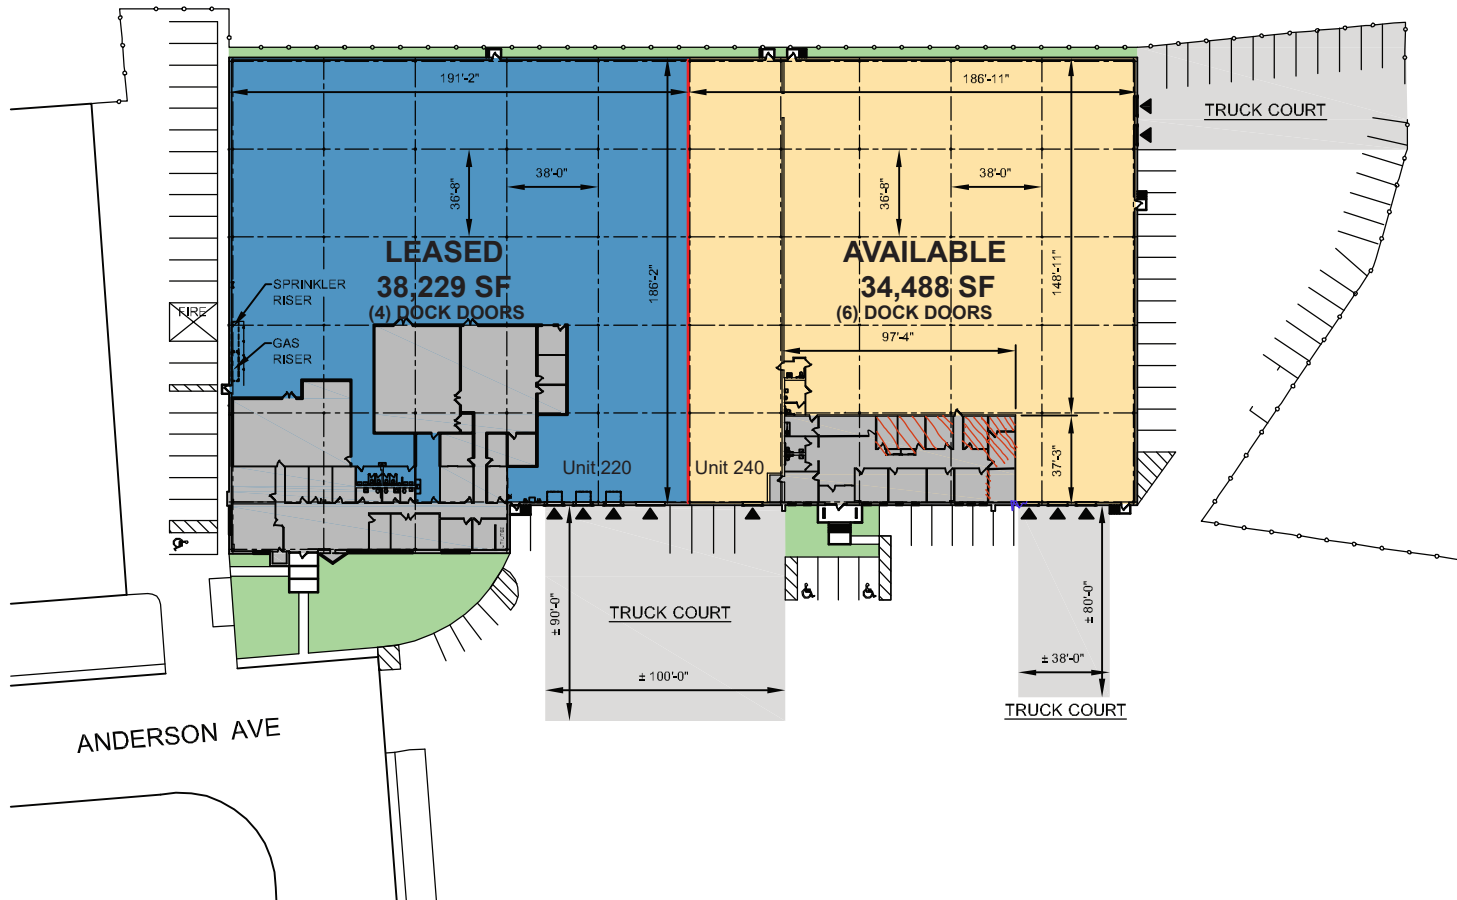 191'-2"
186'-11"
TRUCK COURT
38'-0"
36'-8"
38'-0"
36'-8"
LEASED
38,229 SF
(4) DOCK DOORS
AVAILABLE
34,488 SF
(6) DOCK DOORS
186'-2"
148'-11"
SPRINKLER
RISER
FIRE
GAS
RISER
97'-4"
37'-3"
Unit 220
Unit 240
± 90'-0"
TRUCK COURT
± 100'-0"
± 80'-0"
± 38'-0"
TRUCK COURT
ANDERSON AVE